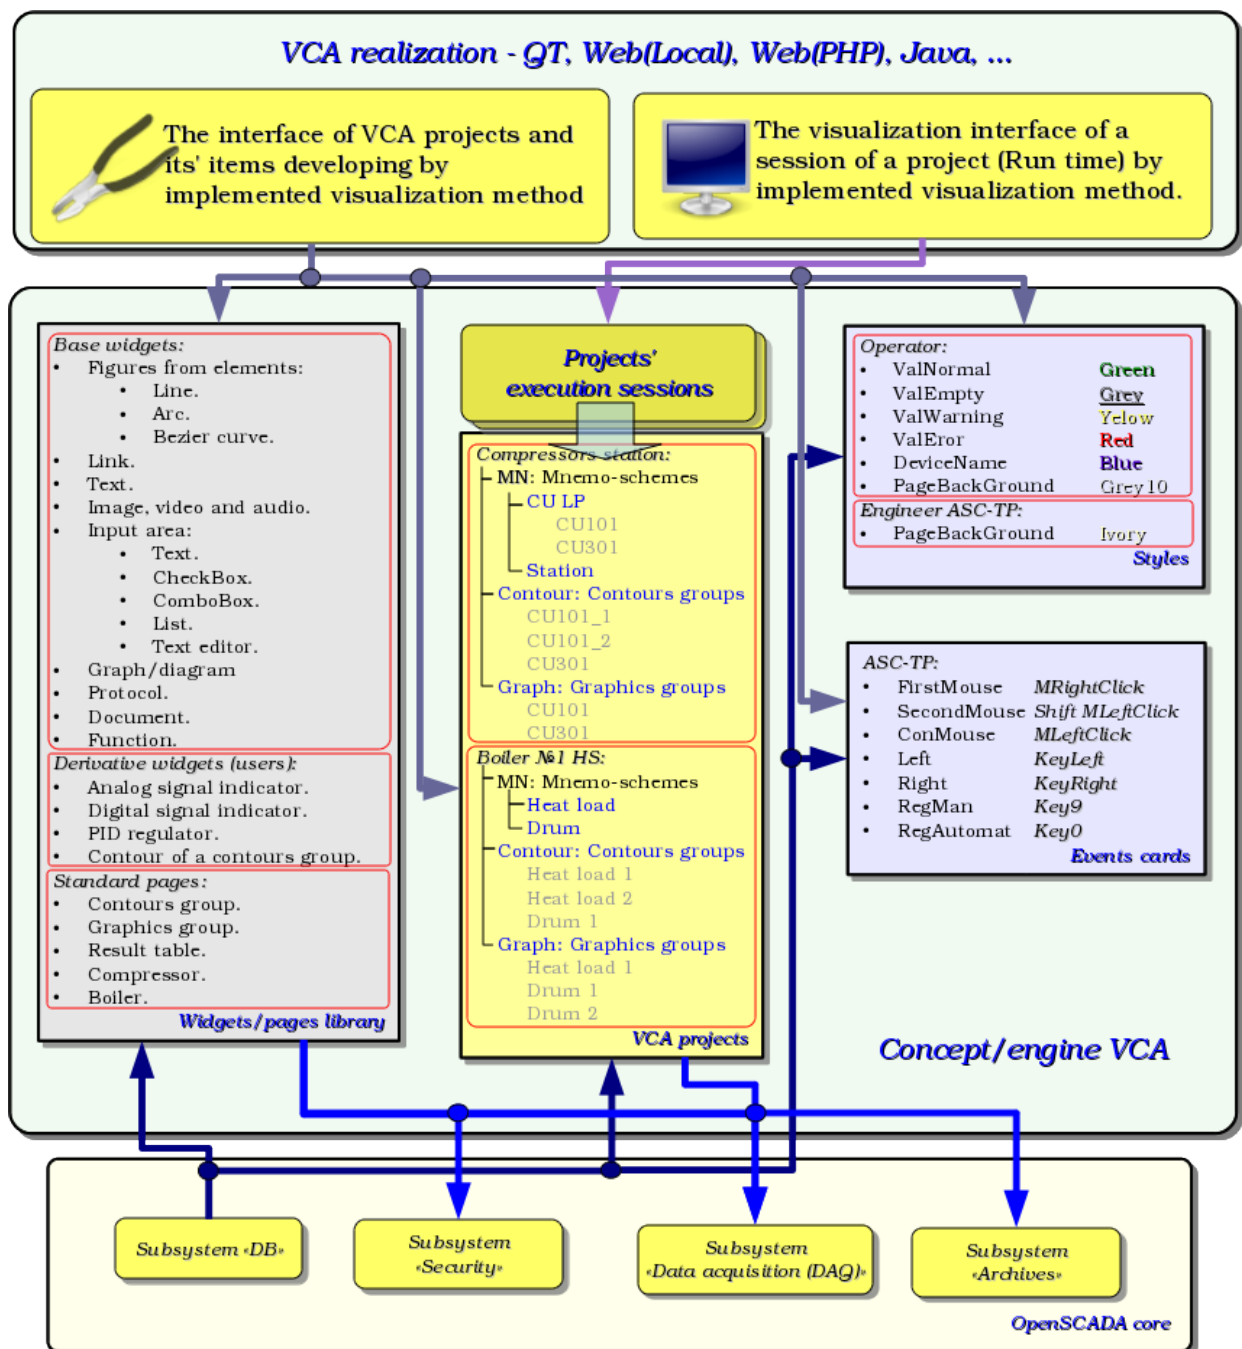 VCA realization - QT, Web(Local), Web(PHP), Java, ...
The interface of VCA projects and
its' items developing by
implemented visualization method
The visualization interface of a
session of a project (Run time) by
implemented visualization method.
Base widgets:
• Figures from elements:
• Line.
• Arc.
• Bezier curve.
• Link.
• Text.
• Image, video and audio.
• Input area:
• Text.
• CheckBox.
• ComboBox.
• List.
• Text editor.
• Graph/diagram
• Protocol.
• Document.
• Function.
Derivative widgets (users):
• Analog signal indicator.
• Digital signal indicator.
• PID regulator.
• Contour of a contours group.
Standard pages:
• Contours group.
• Graphics group.
• Result table.
• Compressor.
• Boiler.
Widgets/pages library
Projects'
execution sessions
Compressors station:
MN: Mnemo-schemes
CU LP
CU101
CU301
Station
Contour: Contours groups
CU101_1
CU101_2
CU301
Graph: Graphics groups
CU101
CU301
Boiler №1 HS:
MN: Mnemo-schemes
Heat load
Drum
Contour: Contours groups
Heat load 1
Heat load 2
Drum 1
Graph: Graphics groups
Heat load 1
Drum 1
Drum 2
VCA projects
Operator:
• ValNormal Green
• ValEmpty Grey
• ValWarning Yelow
• ValEror Red
• DeviceName Blue
• PageBackGround Grey10
Engineer ASC-TP:
• PageBackGround Ivory
Styles
ASC-TP:
• FirstMouse MRightClick
• SecondMouse Shift MLeftClick
• ConMouse MLeftClick
• Left KeyLeft
• Right KeyRight
• RegMan Key9
• RegAutomat Key0
Events cards
Concept/engine VCA
Subsystem «DB»
Subsystem
«Security»
Subsystem
«Data acquisition (DAQ)»
Subsystem
«Archives»
OpenSCADA core